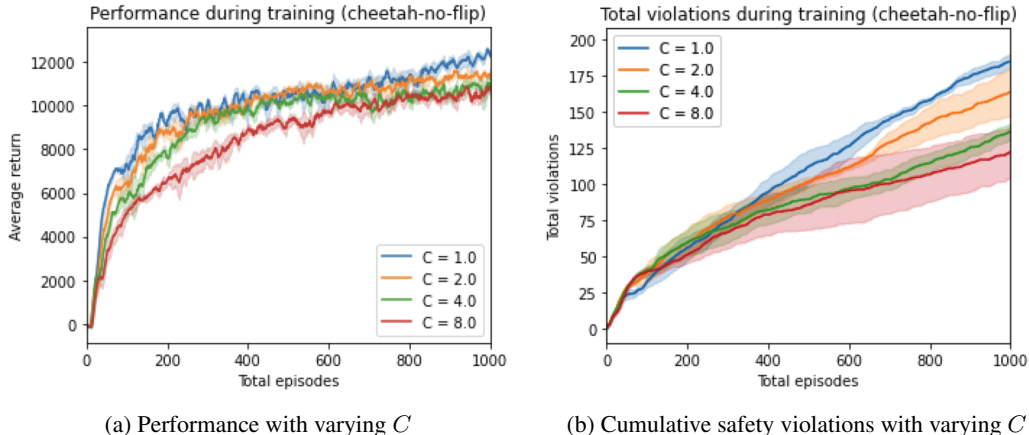 Performance during training (cheetah-no-flip)
12000
10000
8000
6000
4000
2000
0
Average return
C = 1.0
C = 2.0
C = 4.0
C = 8.0
0 200 400 600 800 1000
Total episodes
(a) Performance with varying C
Total violations during training (cheetah-no-flip)
200
175
150
125
100
75
50
25
0
Total violations
C = 1.0
C = 2.0
C = 4.0
C = 8.0
0 200 400 600 800 1000
Total episodes
(b) Cumulative safety violations with varying C